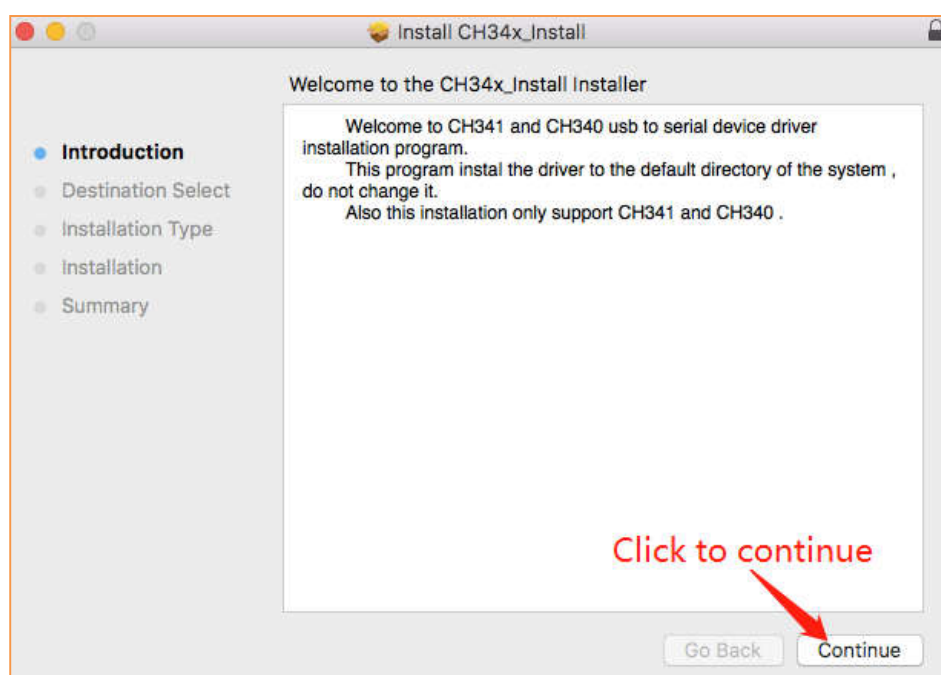 Install CH34x_Install
Welcome to the CH34x_Install Installer
Introduction
Destination Select
Installation Type
Installation
Summary
Welcome to CH341 and CH340 usb to serial device driver
installation program.
This program instal the driver to the default directory of the system ,
do not change it.
Also this installation only support CH341 and CH340 .
Click to continue
Go Back
Continue